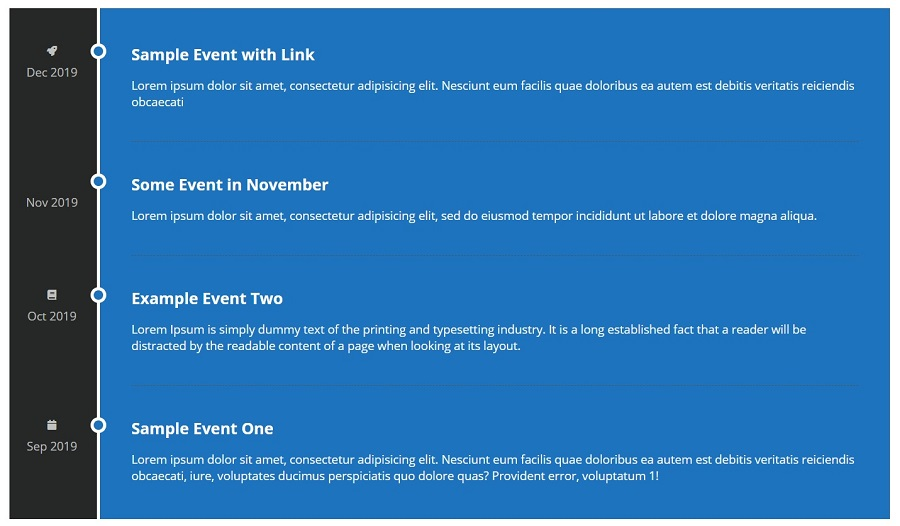 Dec 2019
Sample Event with Link
Lorem ipsum dolor sit amet, consectetur adipisicing elit. Nesciunt eum facilis quae doloribus ea autem est debitis veritatis reiciendis
obcaecati
Nov 2019
Some Event in November
Lorem ipsum dolor sit amet, consectetur adipisicing elit, sed do eiusmod tempor incididunt ut labore et dolore magna aliqua.
Oct 2019
Example Event Two
Lorem Ipsum is simply dummy text of the printing and typesetting industry. It is a long established fact that a reader will be
distracted by the readable content of a page when looking at its layout.
Sep 2019
Sample Event One
Lorem ipsum dolor sit amet, consectetur adipisicing elit. Nesciunt eum facilis quae doloribus ea autem est debitis veritatis reiciendis
obcaecati, iure, voluptates ducimus perspiciatis quo dolore quas? Provident error, voluptatum 1!